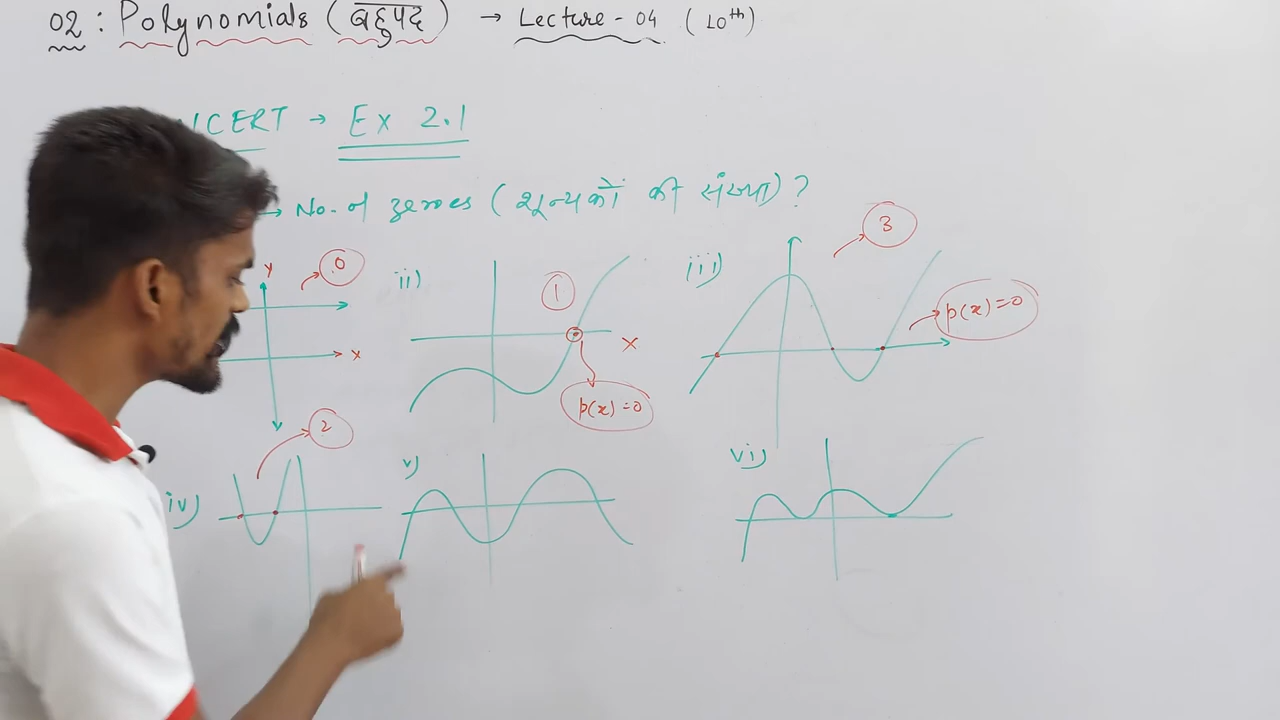 02 : Polynomials (बहुपद) → Lecture - 04 (10th)
NCERT → Ex 2.1
→ No. of zeroes (शून्यकों की संख्या) ?
y 0 x
ii) 1 x p(x)=0
iii) 3 p(x)=0
iv) 2
v)
vi)